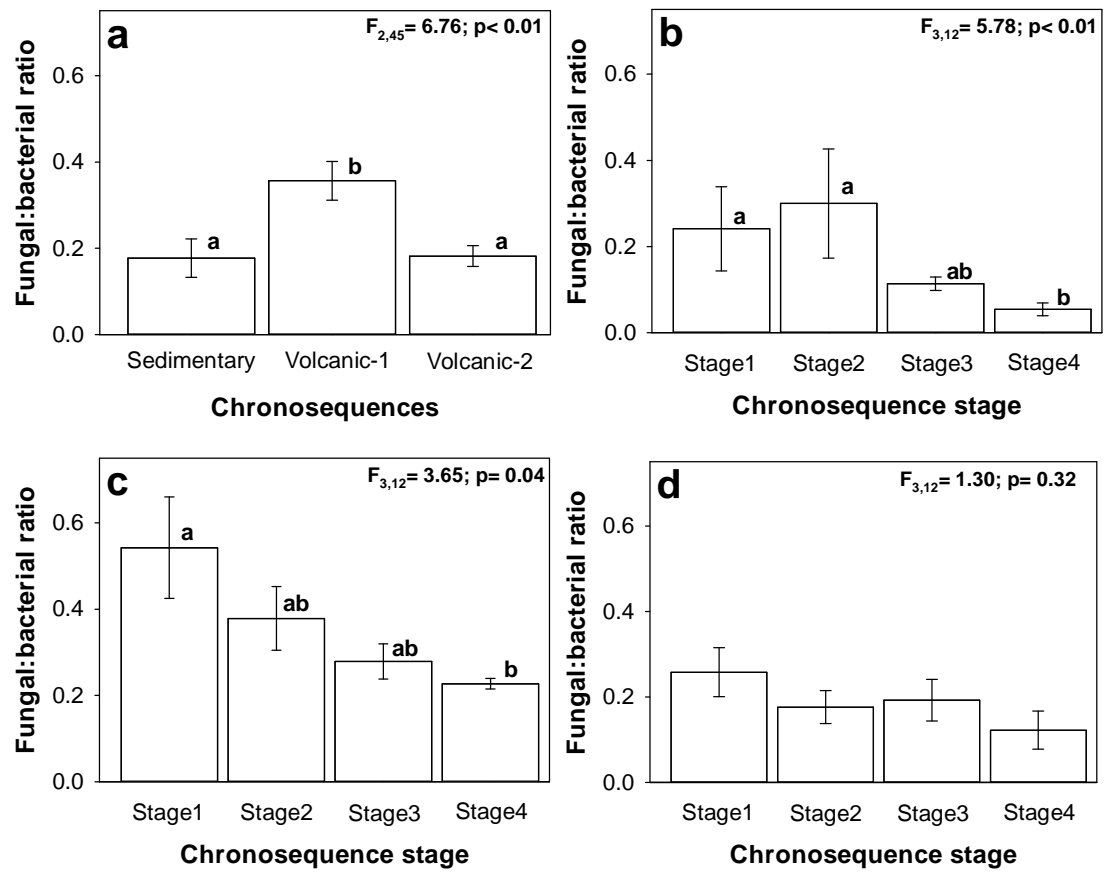 a
F2,45= 6.76; p< 0.01
Fungal:bacterial ratio
0.6
0.4
0.2
0.0
a
b
a
Sedimentary Volcanic-1 Volcanic-2
Chronosequences
b
F3,12= 5.78; p< 0.01
Fungal:bacterial ratio
0.6
0.4
0.2
0.0
a
a
ab
b
Stage1 Stage2 Stage3 Stage4
Chronosequence stage
c
F3,12= 3.65; p= 0.04
Fungal:bacterial ratio
0.6
0.4
0.2
0.0
a
ab
ab
b
Stage1 Stage2 Stage3 Stage4
Chronosequence stage
d
F3,12= 1.30; p= 0.32
Fungal:bacterial ratio
0.6
0.4
0.2
0.0
Stage1 Stage2 Stage3 Stage4
Chronosequence stage